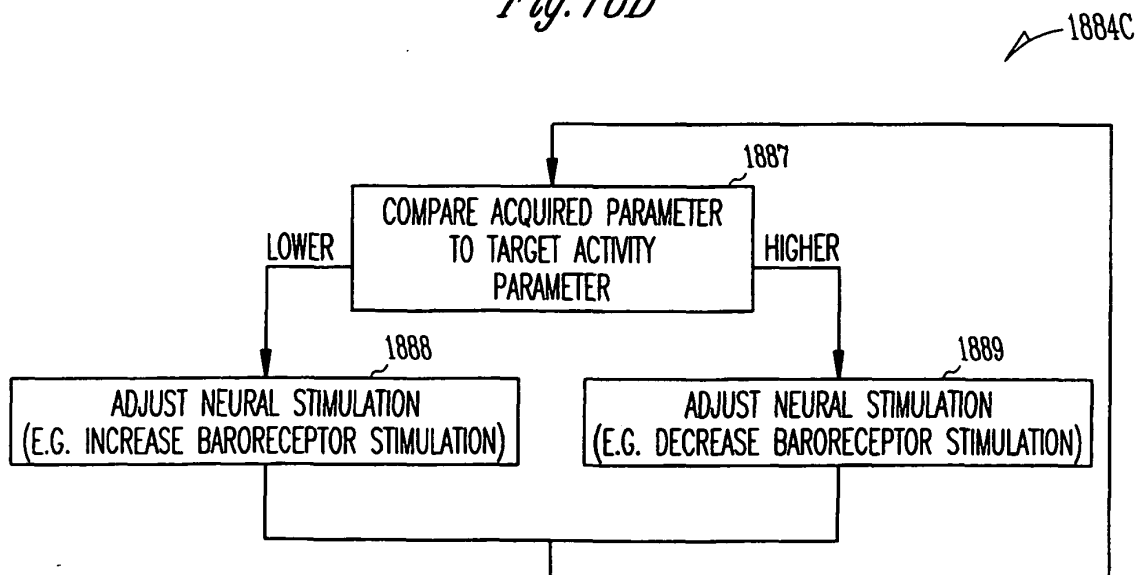 1884C
1887
COMPARE ACQUIRED PARAMETER
TO TARGET ACTIVITY
PARAMETER
LOWER
HIGHER
1888
ADJUST NEURAL STIMULATION
(E.G. INCREASE BARORECEPTOR STIMULATION)
1889
ADJUST NEURAL STIMULATION
(E.G. DECREASE BARORECEPTOR STIMULATION)